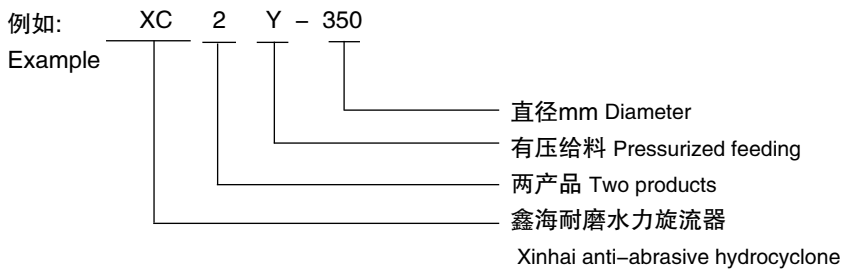 例如: XC 2 Y – 350
Example
直径mm Diameter
有压给料 Pressurized feeding
两产品 Two products
鑫海耐磨水力旋流器
Xinhai anti–abrasive hydrocyclone